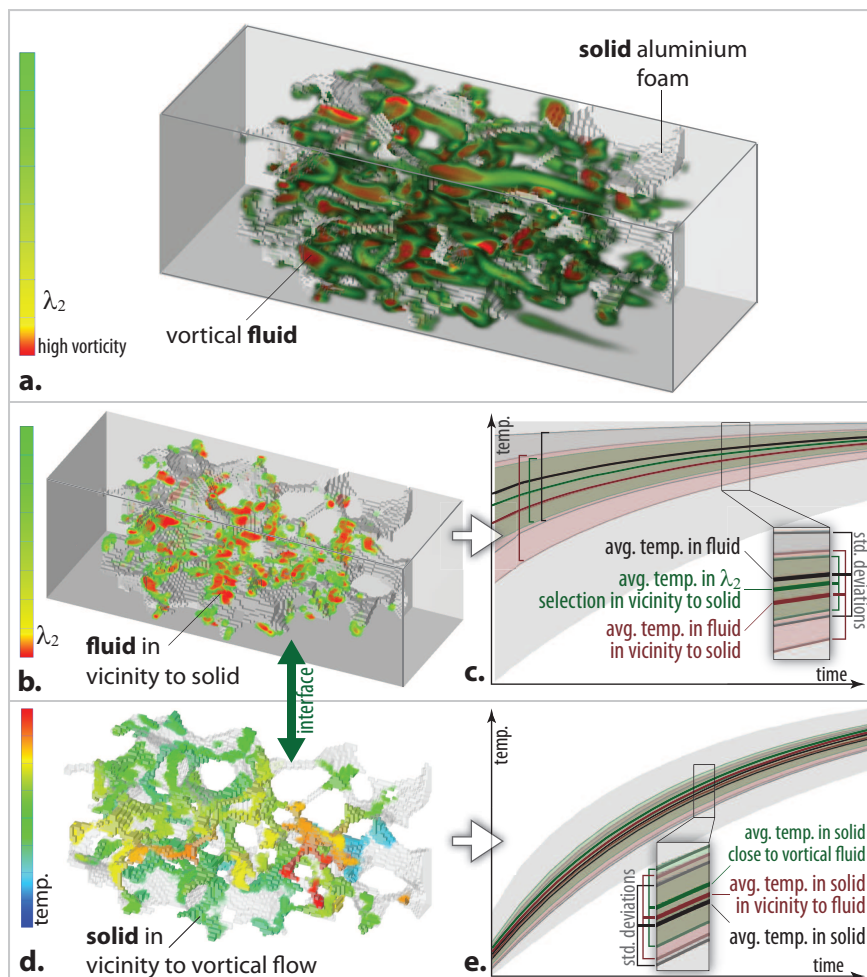 solid aluminium
foam
λ2
high vorticity
vortical fluid
a.
λ2
fluid in
vicinity to solid
b.
interface
temp.
avg. temp. in fluid
avg. temp. in λ2
selection in vicinity to solid
avg. temp. in fluid
in vicinity to solid
std. deviations
time
c.
temp.
solid in
vicinity to vortical flow
d.
temp.
avg. temp. in solid
close to vortical fluid
avg. temp. in solid
in vicinity to fluid
avg. temp. in solid
std. deviations
time
e.